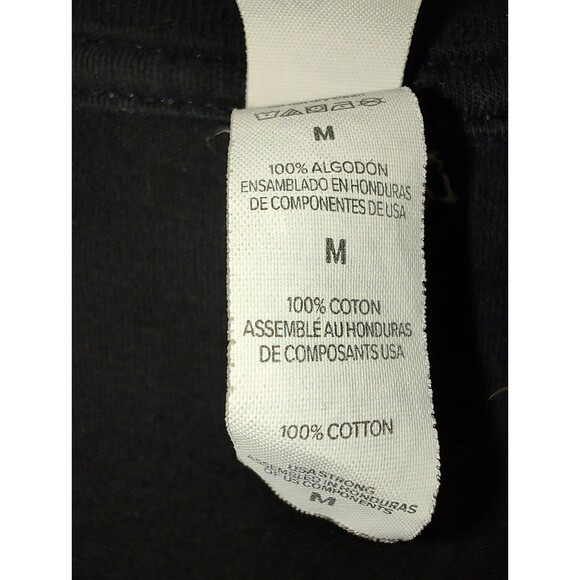 M
100% ALGODÓN
ENSAMBLADO EN HONDURAS
DE COMPONENTES DE USA
M
100% COTON
ASSEMBLÉ AU HONDURAS
DE COMPOSANTS USA
100% COTTON
USA STRONG
ASSEMBLED IN HONDURAS
OF US COMPONENTS
M